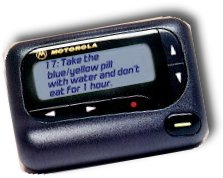 MOTOROLA
17: Take the
blue/yellow pill
with water and don't
eat for 1 hour.